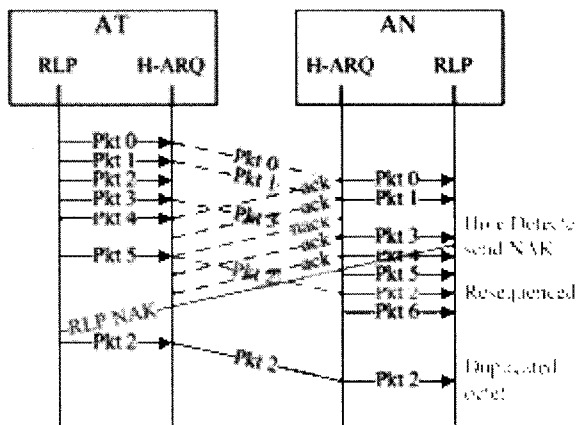 AT
AN
RLP
H-ARQ
H-ARQ
RLP
Pkt 0
Pkt 1
Pkt 2
Pkt 3
Pkt 4
Pkt 5
Pkt 0
Pkt 1
ack
ack
nack
ack
ack
Pkt 0
Pkt 1
Pkt 3
Pkt 4
Pkt 5
Pkt 2
Pkt 6
send NAK
Resequenced
RLP NAK
Pkt 2
Pkt 2
Pkt 2
Duplicated
octet